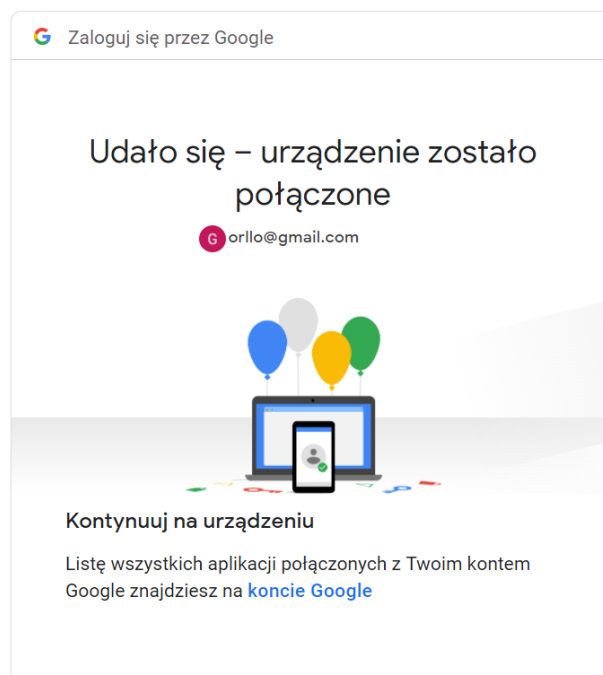 Zaloguj się przez Google
Udało się – urządzenie zostało
połączone
G orllo@gmail.com
Kontynuuj na urządzeniu
Listę wszystkich aplikacji połączonych z Twoim kontem
Google znajdziesz na koncie Google